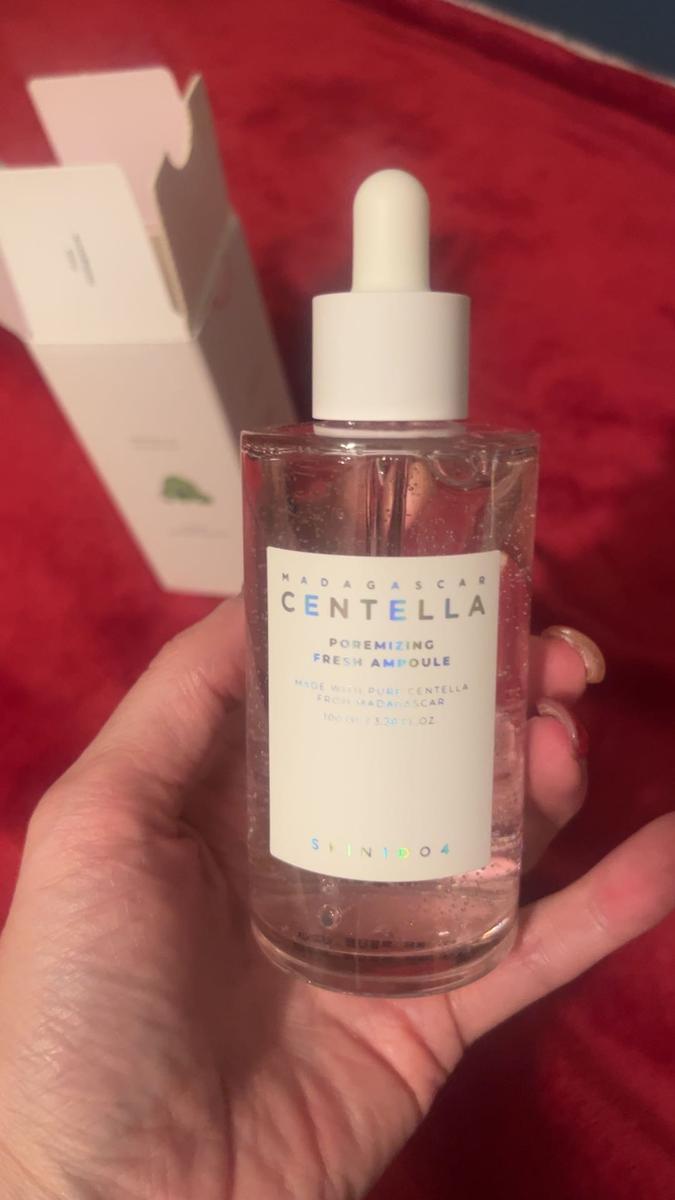 MADAGASCAR
CENTELLA
POREMIZING
FRESH AMPOULE
MADE WITH PURE CENTELLA
FROM MADAGASCAR
SKIN1004